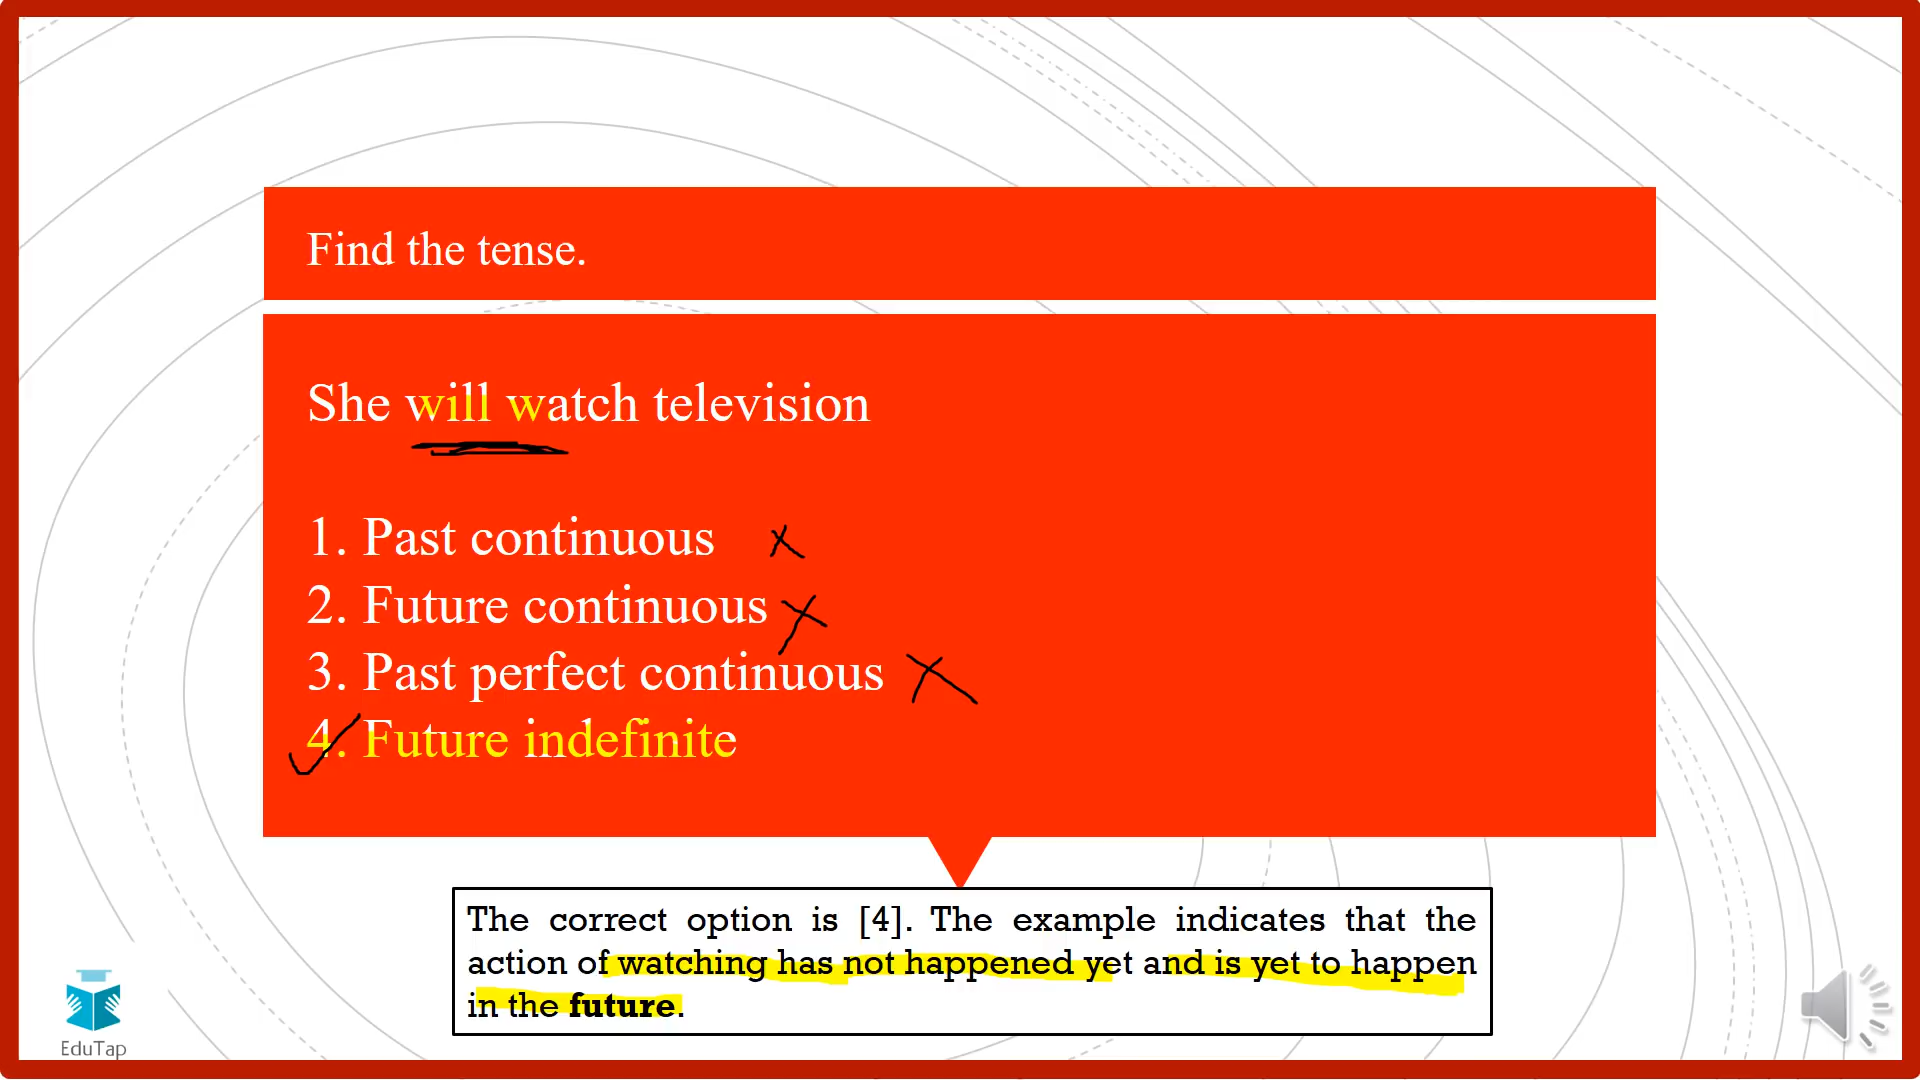 Find the tense.
She will watch television
1. Past continuous
2. Future continuous
3. Past perfect continuous
4. Future indefinite
The correct option is [4]. The example indicates that the
action of watching has not happened yet and is yet to happen
in the future.
EduTap